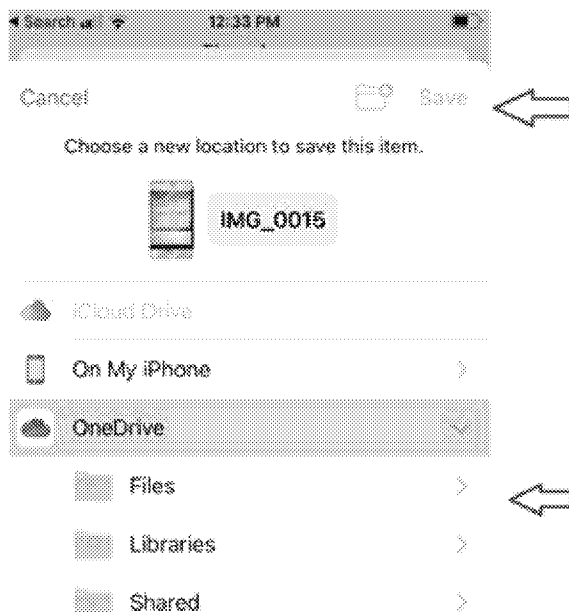 Search 12:33 PM
Cancel Save
Choose a new location to save this item.
IMG_0015
iCloud Drive
On My iPhone
OneDrive
Files
Libraries
Shared